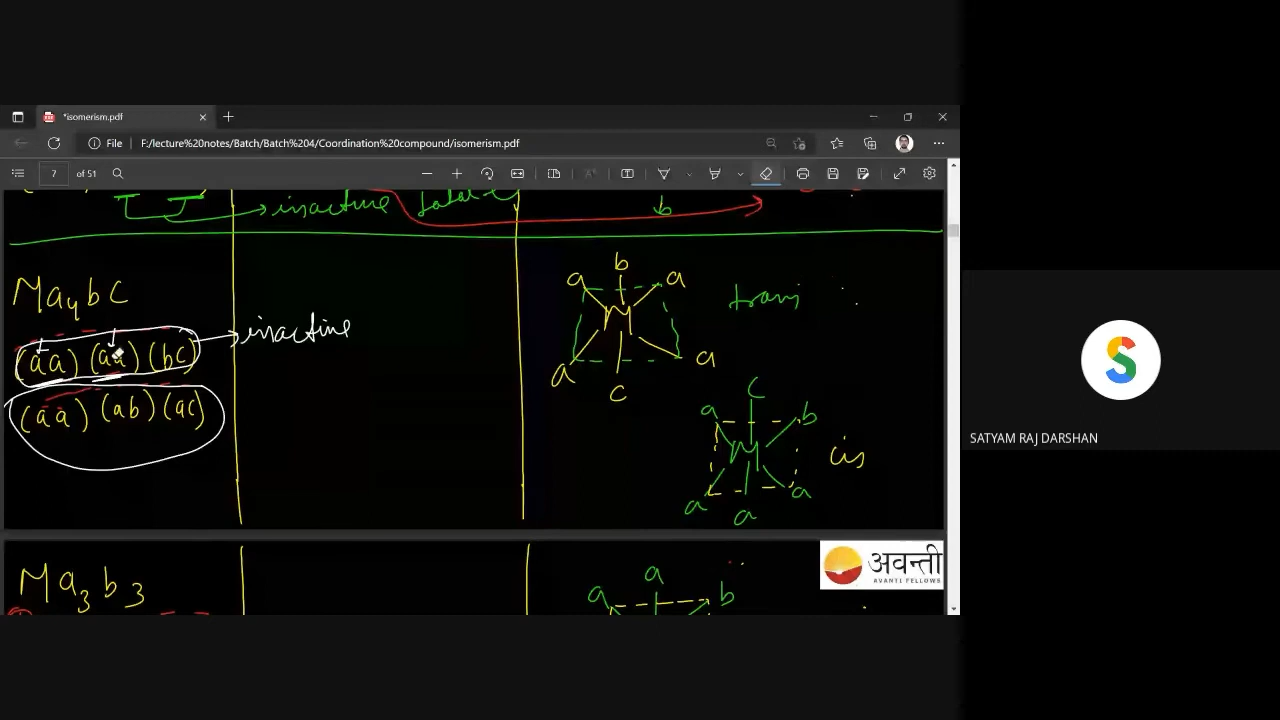 *isomerism.pdf
File F:/lecture%20notes/Batch/Batch%204/Coordination%20compound/isomerism.pdf
7 of 51
inactive
b
Ma4bc
(aa) (aa) (bc) → inactive
(aa) (ab) (ac)
a b a
M
a a
c
trans
c
a b
M
a a
a
cis
SATYAM RAJ DARSHAN
S
अवन्ती
AVANTI FELLOWS
Ma3b3
a
a b